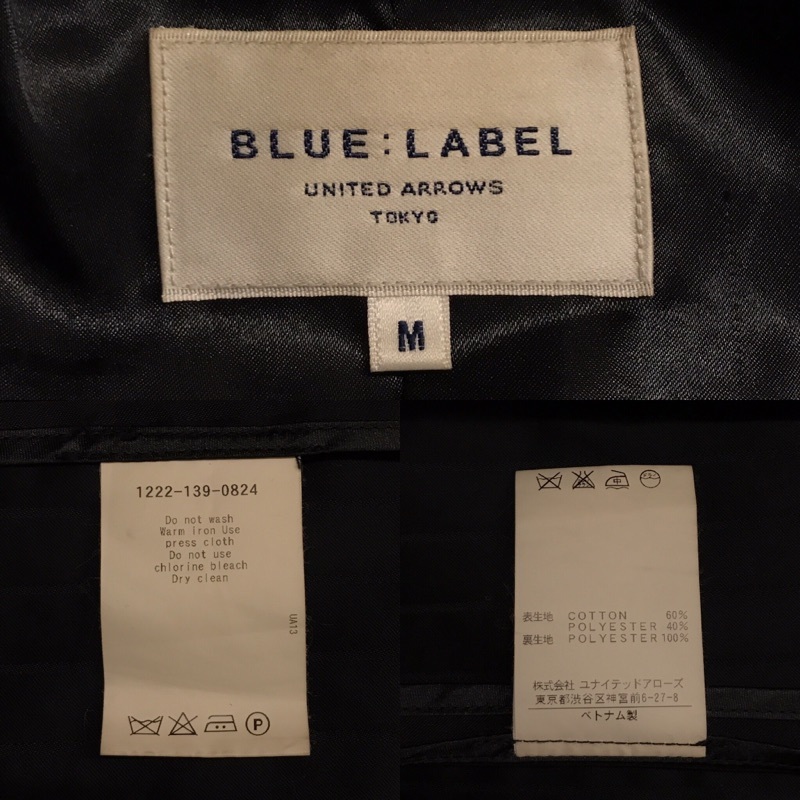 BLUE:LABEL
UNITED ARROWS
TOKYO
M
1222-139-0824
Do not wash
Warm iron Use
press cloth
Do not use
chlorine bleach
Dry clean
UA13
P
中
表生地 COTTON 60%
POLYESTER 40%
裏生地 POLYESTER 100%
株式会社 ユナイテッドアローズ
東京都渋谷区神宮前6-27-8
ベトナム製